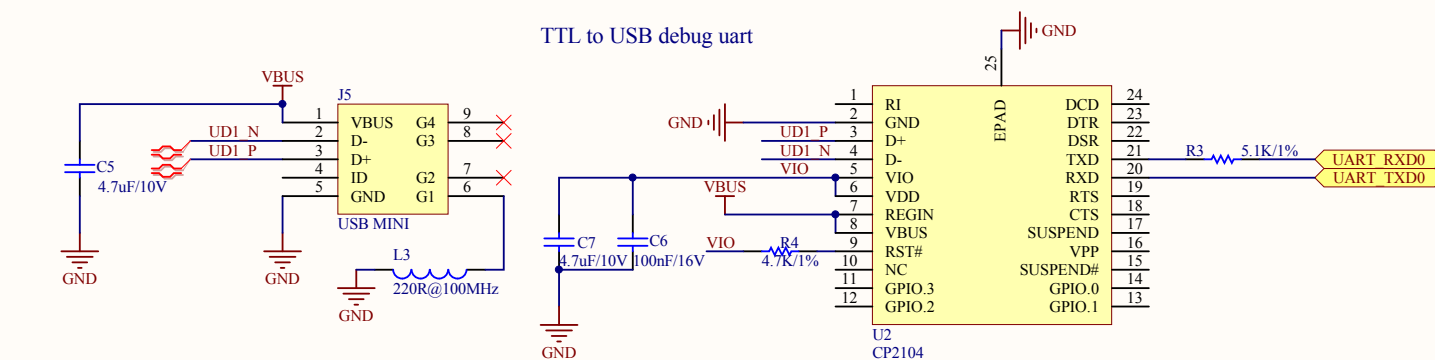 TTL to USB debug uart
VBUS
J5
1 VBUS G4 9
UD1_N 2 D- G3 8
UD1_P 3 D+
4 ID G2 7
5 GND G1 6
USB MINI
C5
4.7uF/10V
GND
GND
L3
220R@100MHz
GND
GND
25
EPAD
1 RI DCD 24
GND 2 GND DTR 23
UD1_P 3 D+ DSR 22
UD1_N 4 D- TXD 21 R3 5.1K/1% UART_RXD0
VIO 5 VIO RXD 20 UART_TXD0
6 VDD RTS 19
VBUS 7 REGIN CTS 18
8 VBUS SUSPEND 17
VIO R4 9 RST# VPP 16
4.7K/1% 10 NC SUSPEND# 15
11 GPIO.3 GPIO.0 14
12 GPIO.2 GPIO.1 13
C7
4.7uF/10V
C6
100nF/16V
GND
U2
CP2104